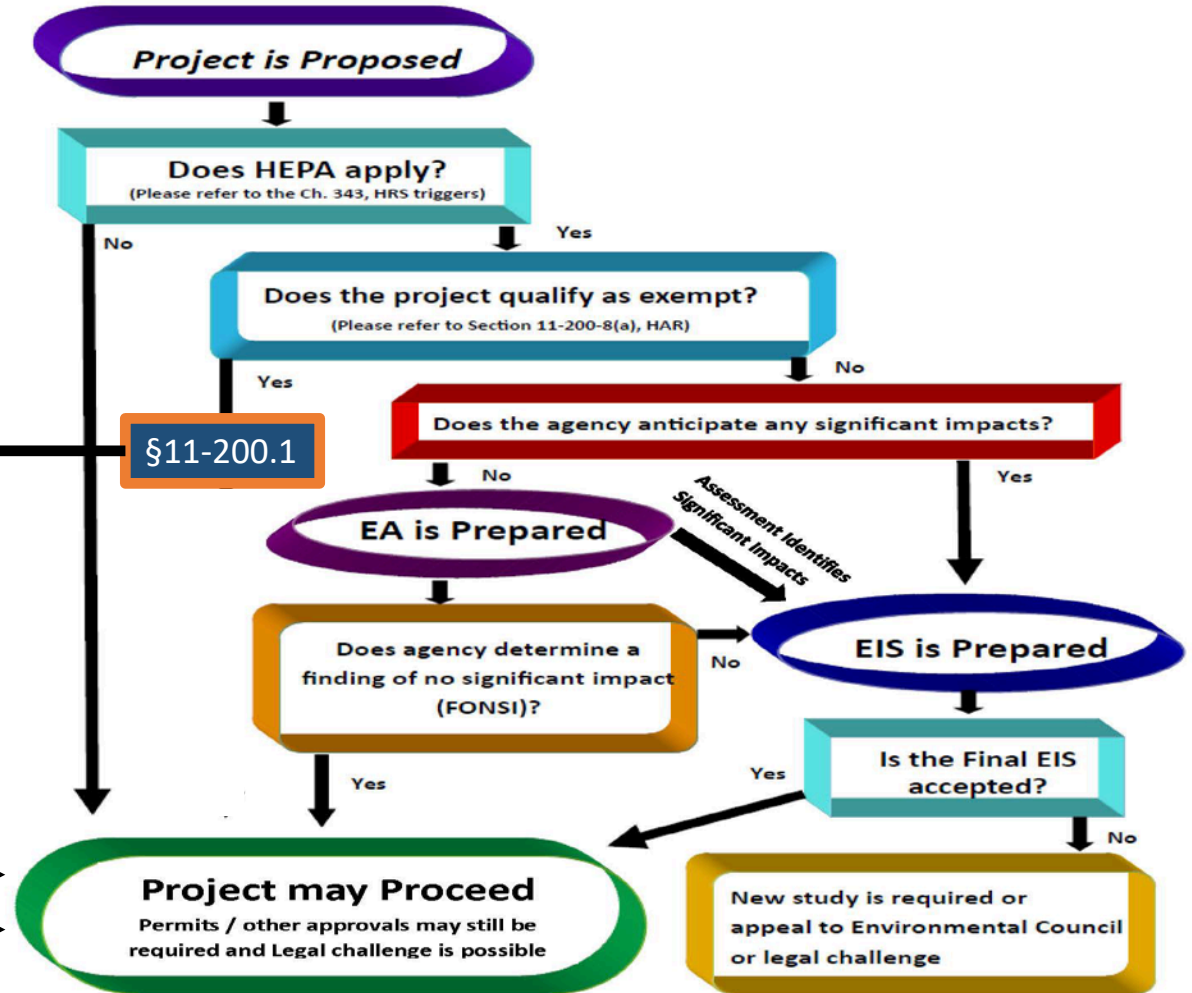 Project is Proposed
Does HEPA apply?
(Please refer to the Ch. 343, HRS triggers)
No
Yes
Does the project qualify as exempt?
(Please refer to Section 11-200-8(a), HAR)
Yes
No
§11-200.1
Does the agency anticipate any significant impacts?
No
Yes
EA is Prepared
Assessment Identifies
Significant Impacts
Does agency determine a
finding of no significant impact
(FONSI)?
No
EIS is Prepared
Yes
Is the Final EIS
accepted?
Yes
No
Project may Proceed
Permits / other approvals may still be
required and Legal challenge is possible
New study is required or
appeal to Environmental Council
or legal challenge